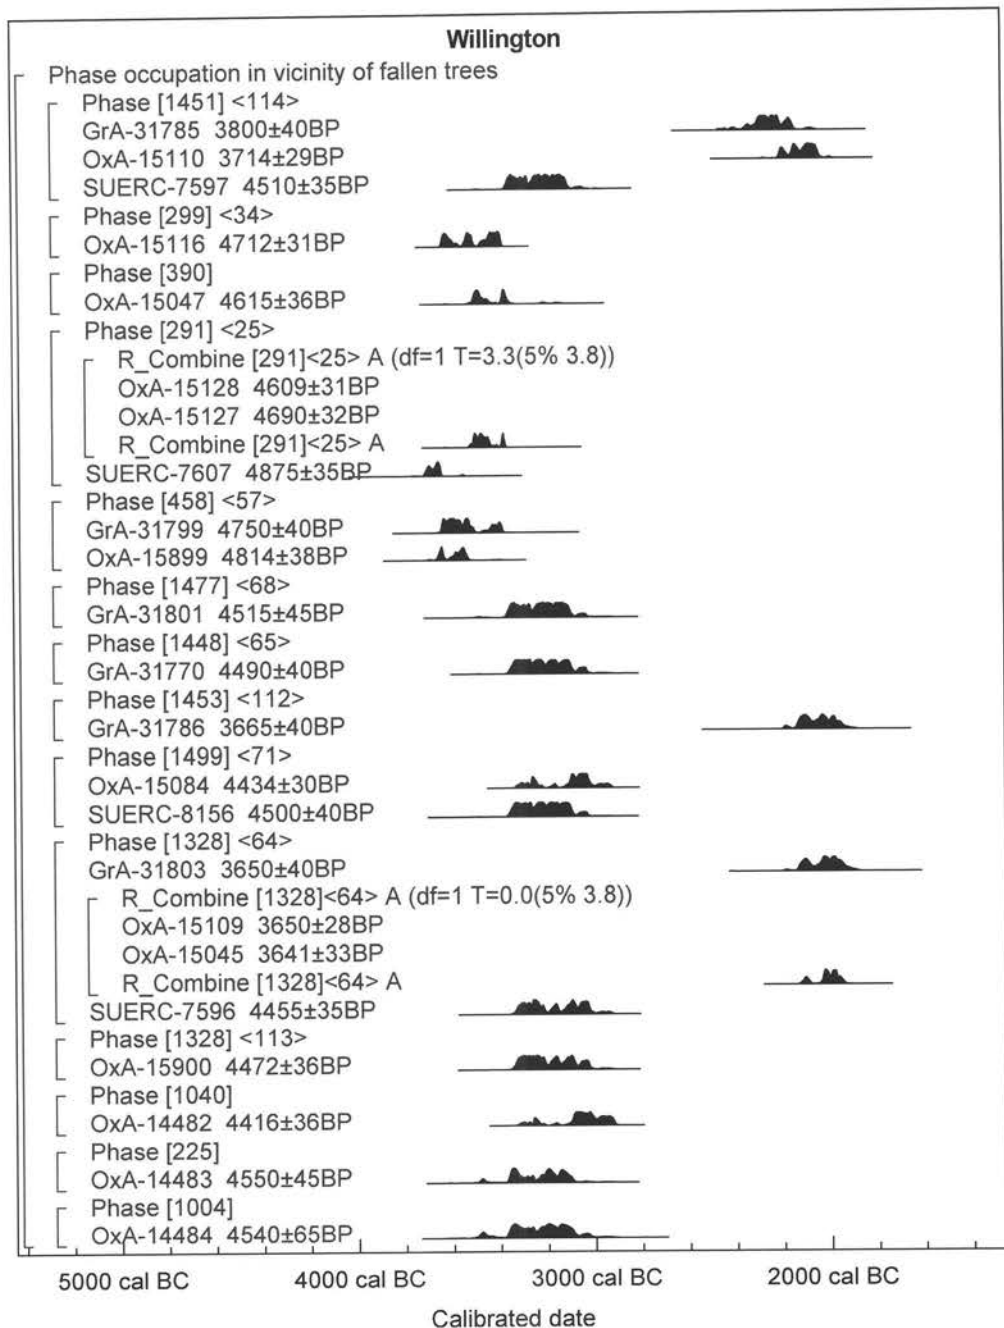 Willington
Phase occupation in vicinity of fallen trees
Phase [1451] <114>
GrA-31785 3800±40BP
OxA-15110 3714±29BP
SUERC-7597 4510±35BP
Phase [299] <34>
OxA-15116 4712±31BP
Phase [390]
OxA-15047 4615±36BP
Phase [291] <25>
R_Combine [291]<25> A (df=1 T=3.3(5% 3.8))
OxA-15128 4609±31BP
OxA-15127 4690±32BP
R_Combine [291]<25> A
SUERC-7607 4875±35BP
Phase [458] <57>
GrA-31799 4750±40BP
OxA-15899 4814±38BP
Phase [1477] <68>
GrA-31801 4515±45BP
Phase [1448] <65>
GrA-31770 4490±40BP
Phase [1453] <112>
GrA-31786 3665±40BP
Phase [1499] <71>
OxA-15084 4434±30BP
SUERC-8156 4500±40BP
Phase [1328] <64>
GrA-31803 3650±40BP
R_Combine [1328]<64> A (df=1 T=0.0(5% 3.8))
OxA-15109 3650±28BP
OxA-15045 3641±33BP
R_Combine [1328]<64> A
SUERC-7596 4455±35BP
Phase [1328] <113>
OxA-15900 4472±36BP
Phase [1040]
OxA-14482 4416±36BP
Phase [225]
OxA-14483 4550±45BP
Phase [1004]
OxA-14484 4540±65BP
5000 cal BC 4000 cal BC 3000 cal BC 2000 cal BC
Calibrated date